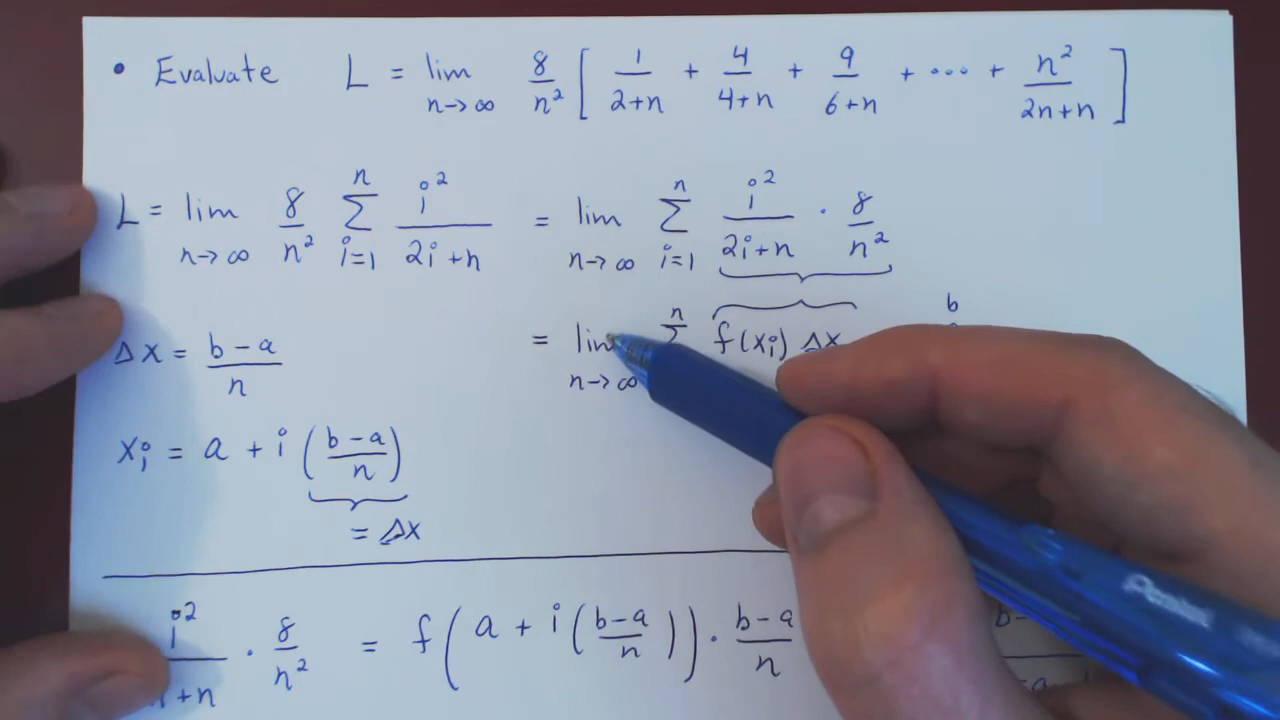 • Evaluate L = lim n→∞ 8/n² [ 1/(2+n) + 4/(4+n) + 9/(6+n) + ··· + n²/(2n+n) ]
L = lim n→∞ 8/n² Σ i=1 n i²/(2i+n) = lim n→∞ Σ i=1 n i²/(2i+n) · 8/n²
= lim n→∞ Σ n f(xi) Δx b
Δx = (b-a)/n
xi = a + i ((b-a)/n)
= Δx
i²/+n · 8/n² = f(a + i((b-a)/n)) · (b-a)/n b-
Pentel